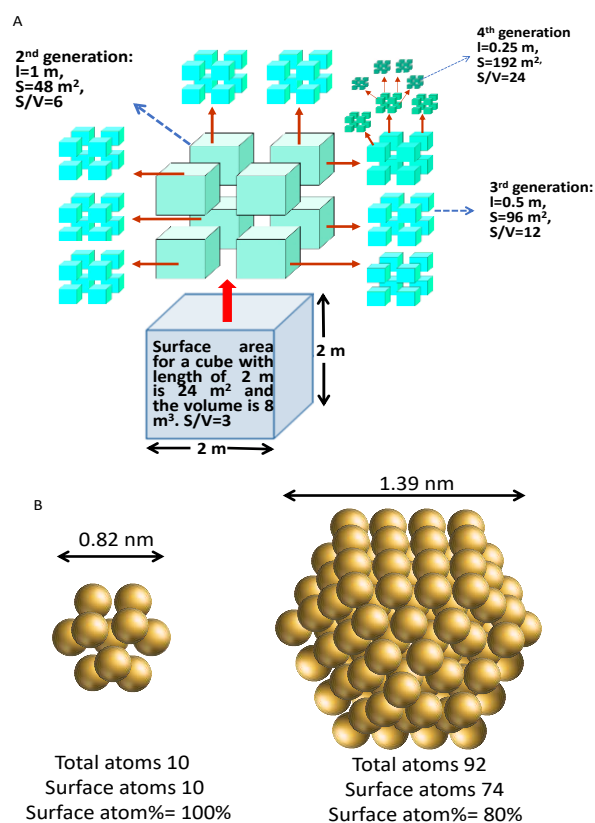 A
2nd generation:
l=1 m,
S=48 m²,
S/V=6
4th generation
l=0.25 m,
S=192 m²,
S/V=24
3rd generation:
l=0.5 m,
S=96 m²,
S/V=12
Surface area
for a cube with
length of 2 m
is 24 m² and
the volume is 8
m³. S/V=3
2 m
2 m
B
0.82 nm
1.39 nm
Total atoms 10
Surface atoms 10
Surface atom%= 100%
Total atoms 92
Surface atoms 74
Surface atom%= 80%